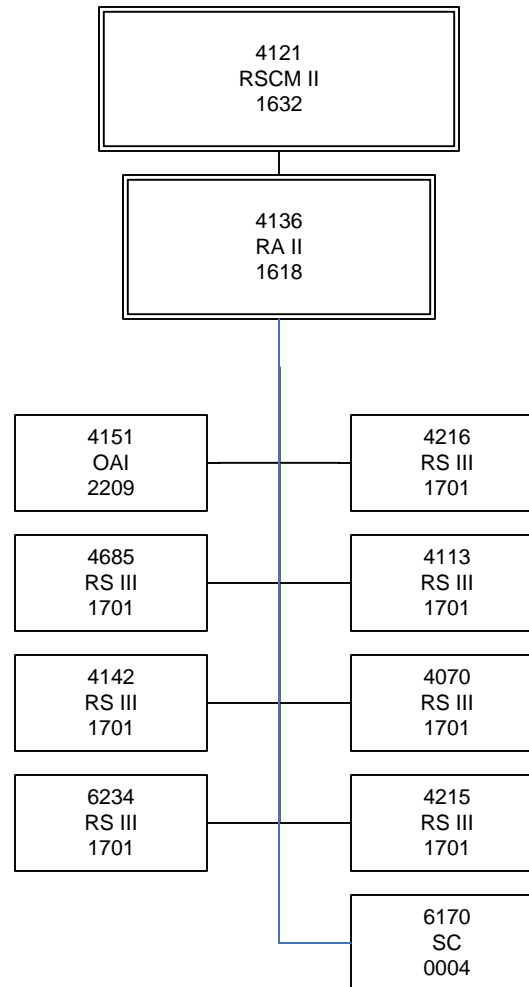 4121
RSCM II
1632
4136
RA II
1618
4151
OAI
2209
4216
RS III
1701
4685
RS III
1701
4113
RS III
1701
4142
RS III
1701
4070
RS III
1701
6234
RS III
1701
4215
RS III
1701
6170
SC
0004